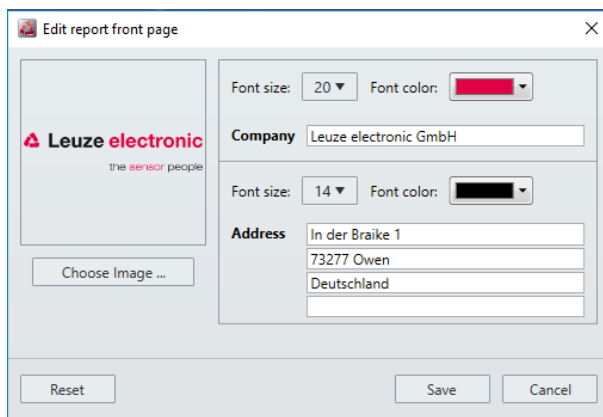 Edit report front page
Leuze electronic
the sensor people
Choose Image ...
Font size: 20 Font color:
Company Leuze electronic GmbH
Font size: 14 Font color:
Address In der Braike 1
73277 Owen
Deutschland
Reset Save Cancel